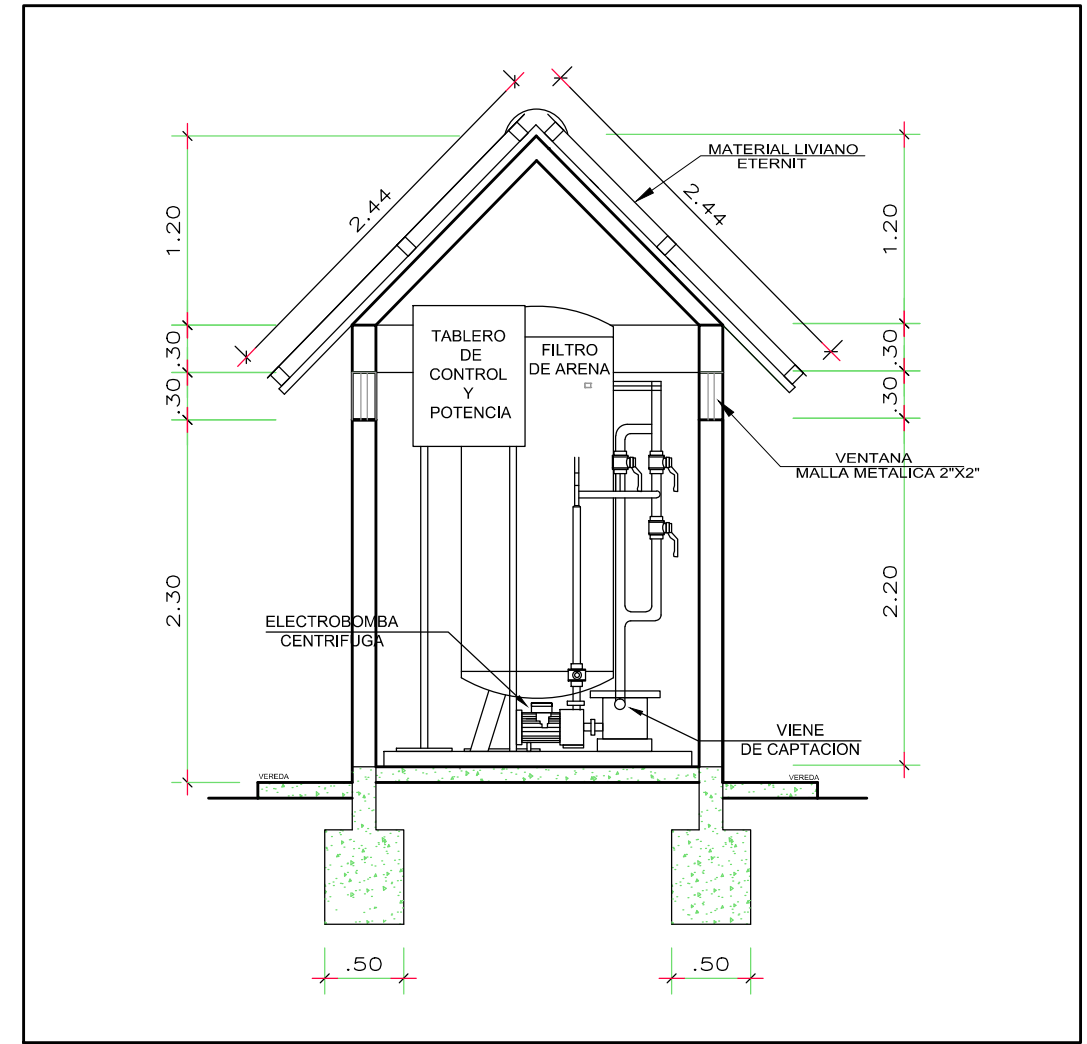 MATERIAL LIVIANO
ETERNIT
2.44
2.44
1.20
1.20
.30
.30
.30
.30
TABLERO
DE
CONTROL
Y
POTENCIA
FILTRO
DE ARENA
VENTANA
MALLA METALICA 2"X2"
2.30
2.20
ELECTROBOMBA
CENTRIFUGA
VIENE
DE CAPTACION
VEREDA
VEREDA
.50
.50